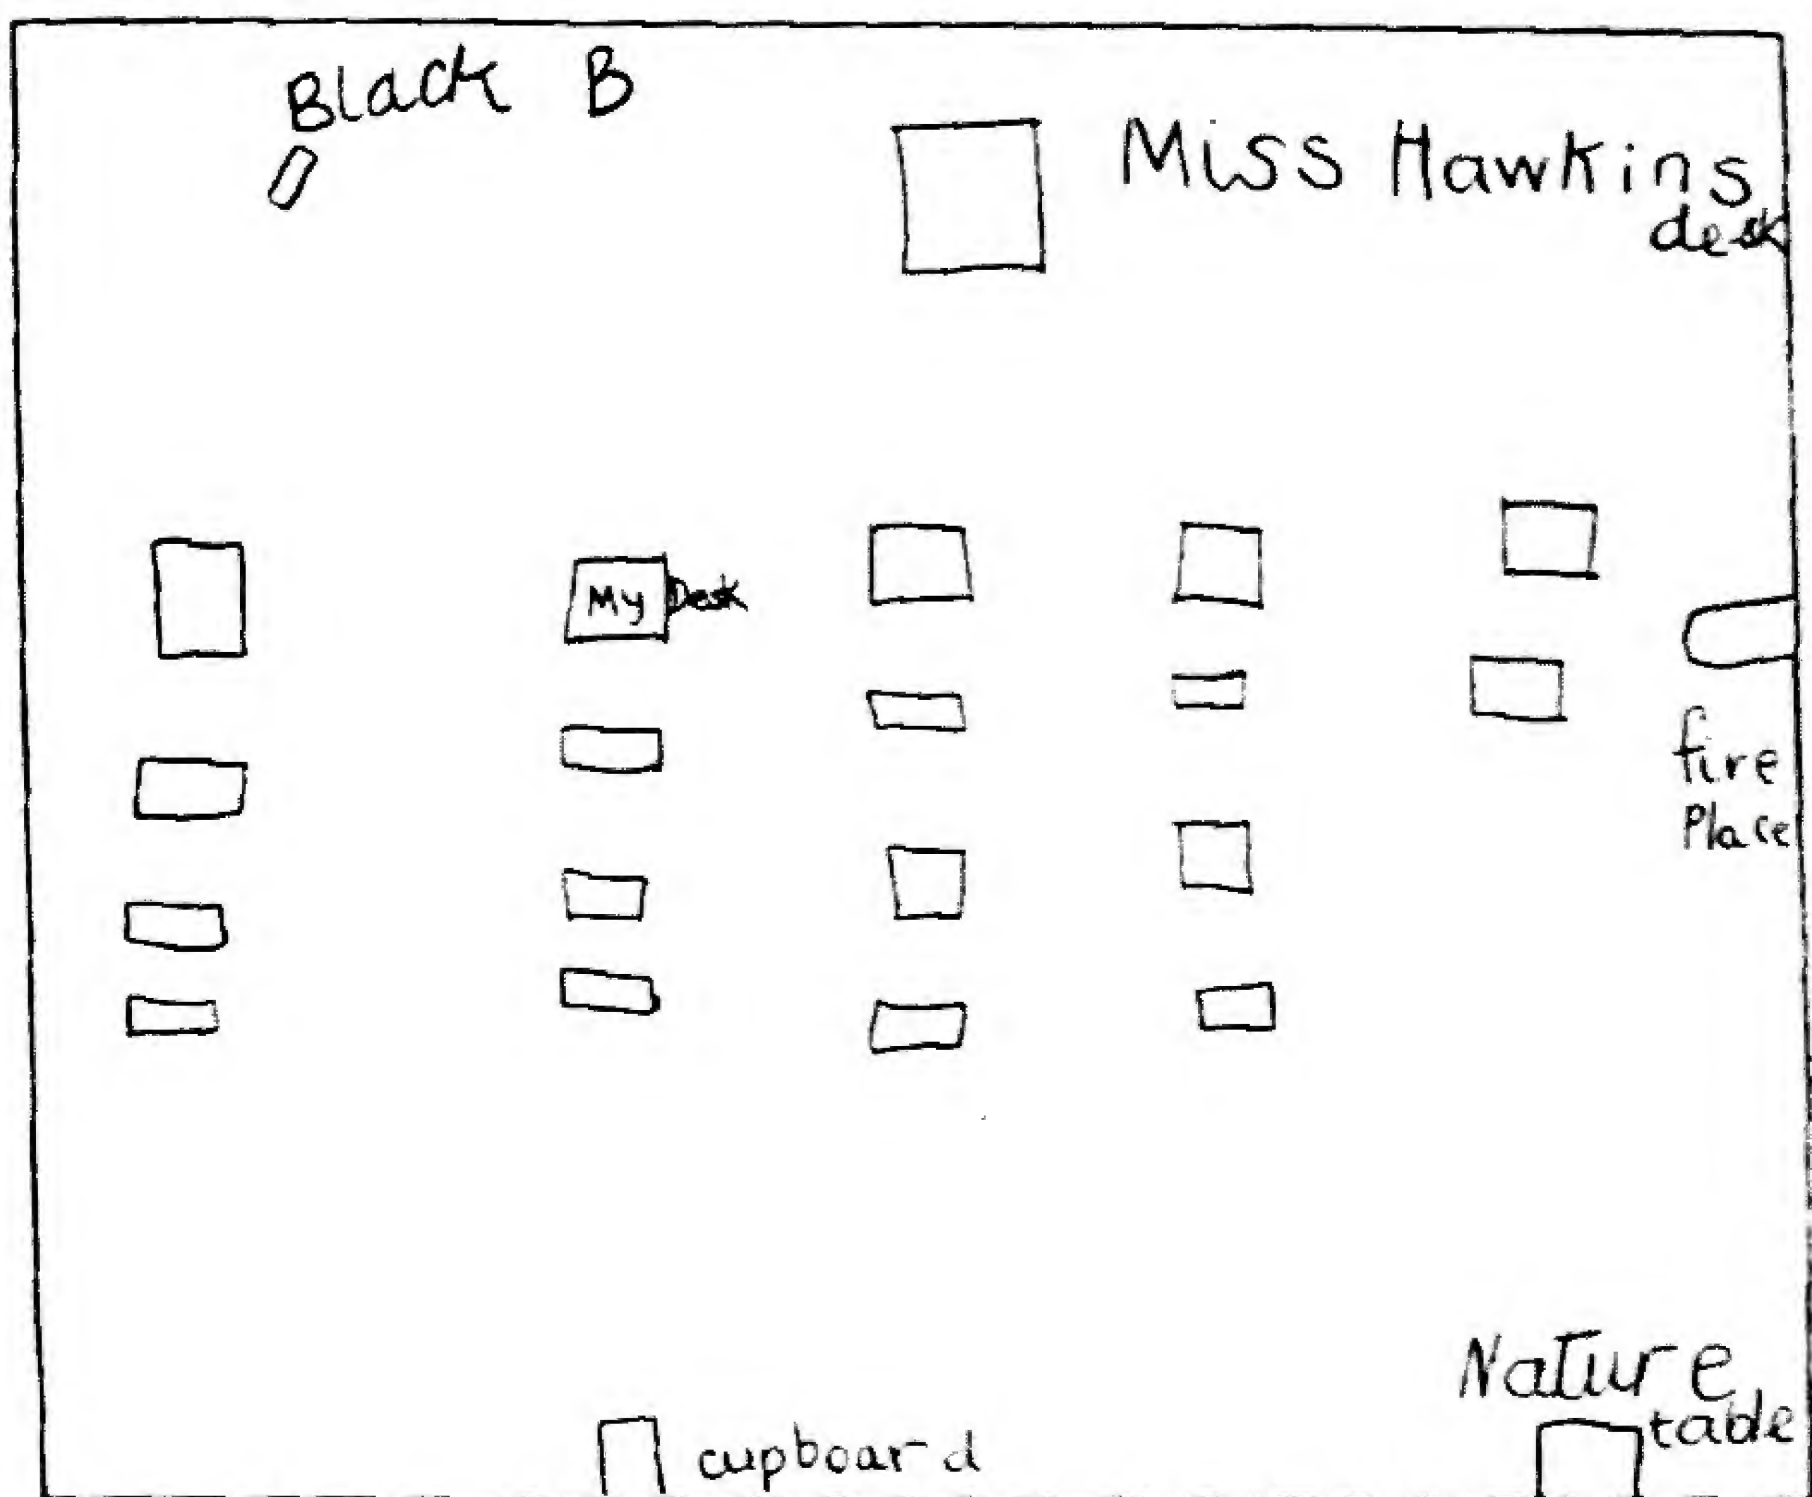 Black B
Miss Hawkins
desk
My Desk
fire
Place
Nature
table
cupboard